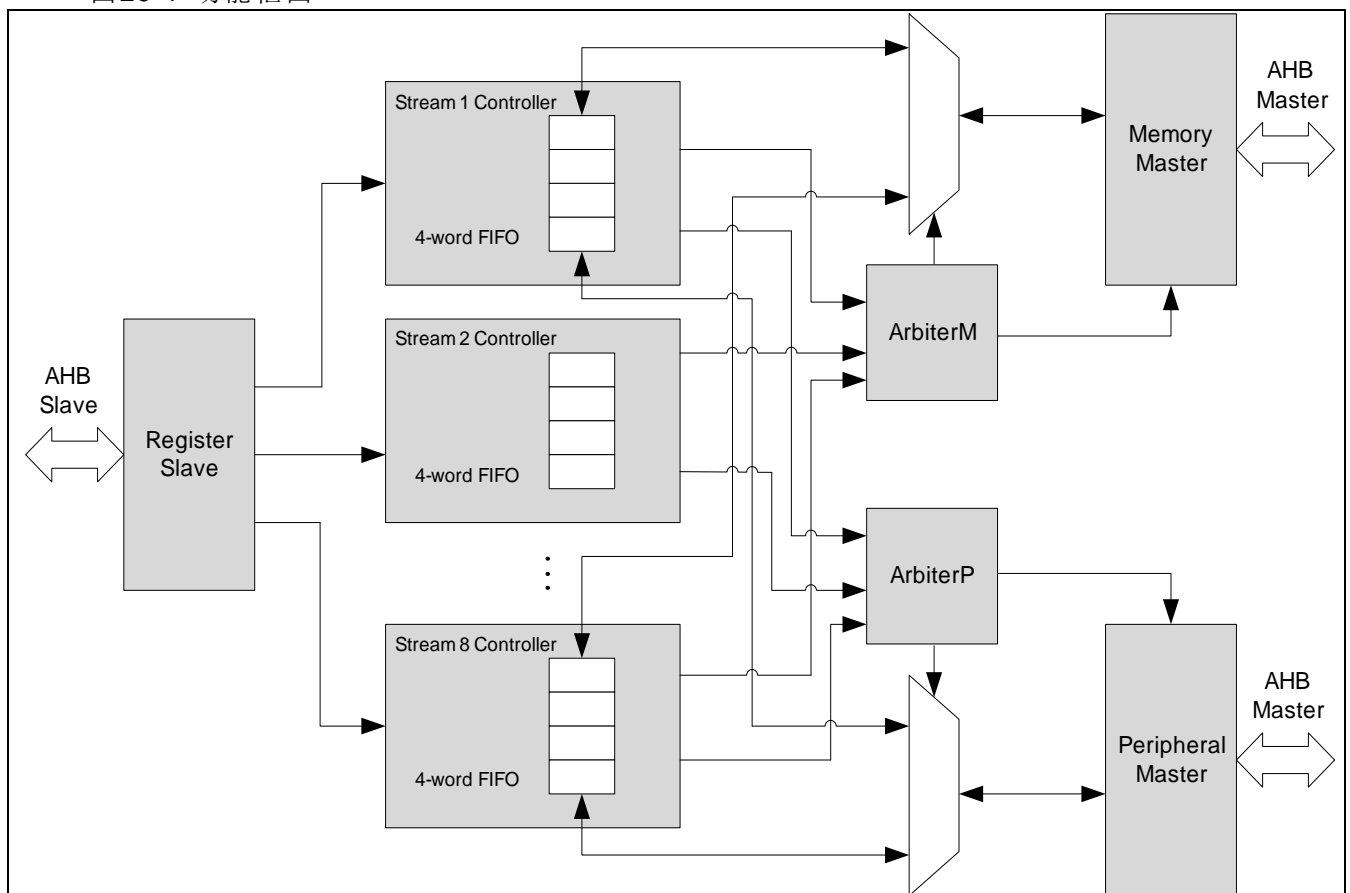 Stream 1 Controller
4-word FIFO
Stream 2 Controller
4-word FIFO
Stream 8 Controller
4-word FIFO
AHB
Slave
Register
Slave
ArbiterM
ArbiterP
Memory
Master
AHB
Master
Peripheral
Master
AHB
Master